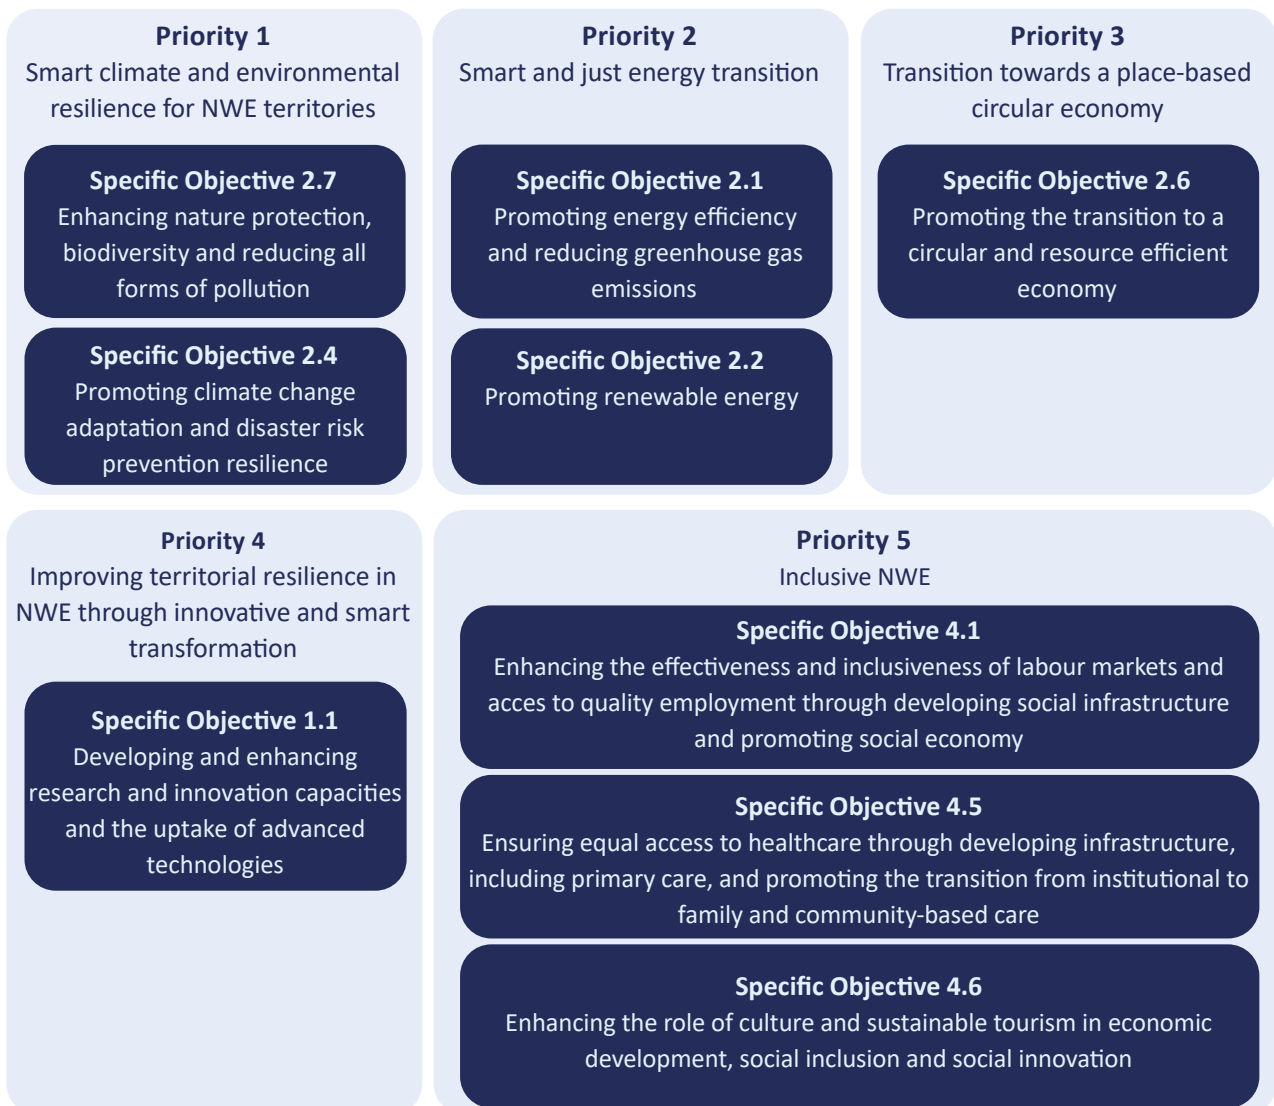 Priority 1
Smart climate and environmental
resilience for NWE territories
Specific Objective 2.7
Enhancing nature protection,
biodiversity and reducing all
forms of pollution
Specific Objective 2.4
Promoting climate change
adaptation and disaster risk
prevention resilience
Priority 2
Smart and just energy transition
Specific Objective 2.1
Promoting energy efficiency
and reducing greenhouse gas
emissions
Specific Objective 2.2
Promoting renewable energy
Priority 3
Transition towards a place-based
circular economy
Specific Objective 2.6
Promoting the transition to a
circular and resource efficient
economy
Priority 4
Improving territorial resilience in
NWE through innovative and smart
transformation
Specific Objective 1.1
Developing and enhancing
research and innovation capacities
and the uptake of advanced
technologies
Priority 5
Inclusive NWE
Specific Objective 4.1
Enhancing the effectiveness and inclusiveness of labour markets and
acces to quality employment through developing social infrastructure
and promoting social economy
Specific Objective 4.5
Ensuring equal access to healthcare through developing infrastructure,
including primary care, and promoting the transition from institutional to
family and community-based care
Specific Objective 4.6
Enhancing the role of culture and sustainable tourism in economic
development, social inclusion and social innovation